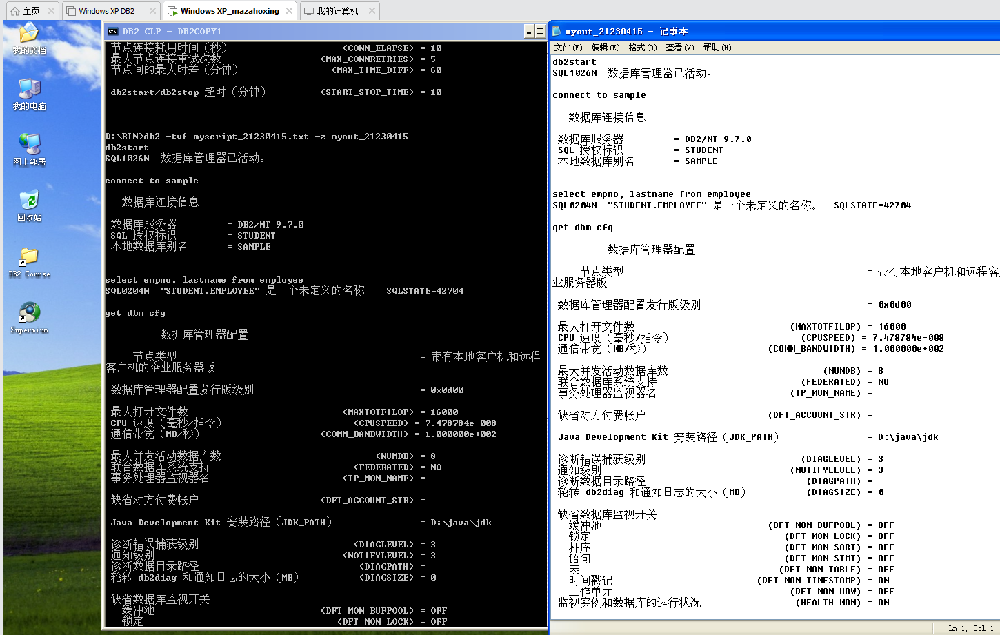 主页
Windows XP DB2
Windows XP_mazahoxing
我的计算机
我的文档
我的电脑
网上邻居
回收站
DB2 Course
Supermium
DB2 CLP - DB2COPY1
节点连接耗用时间（秒） (CONN_ELAPSE) = 10
最大节点连接重试次数 (MAX_CONNRETRIES) = 5
节点间的最大时差（分钟） (MAX_TIME_DIFF) = 60
db2start/db2stop 超时（分钟） (START_STOP_TIME) = 10
D:\BIN>db2 -tvf myscript_21230415.txt -z myout_21230415
db2start
SQL1026N 数据库管理器已活动。
connect to sample
数据库连接信息
数据库服务器 = DB2/NT 9.7.0
SQL 授权标识 = STUDENT
本地数据库别名 = SAMPLE
select empno, lastname from employee
SQL0204N "STUDENT.EMPLOYEE" 是一个未定义的名称。 SQLSTATE=42704
get dbm cfg
数据库管理器配置
节点类型 = 带有本地客户机和远程
客户机的企业服务器版
数据库管理器配置发行版级别 = 0x0d00
最大打开文件数 (MAXTOTFILOP) = 16000
CPU 速度（毫秒/指令） (CPUSPEED) = 7.478784e-008
通信带宽（MB/秒） (COMM_BANDWIDTH) = 1.000000e+002
最大并发活动数据库数 (NUMDB) = 8
联合数据库系统支持 (FEDERATED) = NO
事务处理器监视器名 (TP_MON_NAME) =
缺省对方付费帐户 (DFT_ACCOUNT_STR) =
Java Development Kit 安装路径（JDK_PATH） = D:\java\jdk
诊断错误捕获级别 (DIAGLEVEL) = 3
通知级别 (NOTIFYLEVEL) = 3
诊断数据目录路径 (DIAGPATH) =
轮转 db2diag 和通知日志的大小（MB） (DIAGSIZE) = 0
缺省数据库监视开关
缓冲池 (DFT_MON_BUFPOOL) = OFF
锁定 (DFT_MON_LOCK) = OFF
myout_21230415 - 记事本
文件(F) 编辑(E) 格式(O) 查看(V) 帮助(H)
db2start
SQL1026N 数据库管理器已活动。
connect to sample
数据库连接信息
数据库服务器 = DB2/NT 9.7.0
SQL 授权标识 = STUDENT
本地数据库别名 = SAMPLE
select empno, lastname from employee
SQL0204N "STUDENT.EMPLOYEE" 是一个未定义的名称。 SQLSTATE=42704
get dbm cfg
数据库管理器配置
节点类型 = 带有本地客户机和远程客
业服务器版
数据库管理器配置发行版级别 = 0x0d00
最大打开文件数 (MAXTOTFILOP) = 16000
CPU 速度（毫秒/指令） (CPUSPEED) = 7.478784e-008
通信带宽（MB/秒） (COMM_BANDWIDTH) = 1.000000e+002
最大并发活动数据库数 (NUMDB) = 8
联合数据库系统支持 (FEDERATED) = NO
事务处理器监视器名 (TP_MON_NAME) =
缺省对方付费帐户 (DFT_ACCOUNT_STR) =
Java Development Kit 安装路径（JDK_PATH） = D:\java\jdk
诊断错误捕获级别 (DIAGLEVEL) = 3
通知级别 (NOTIFYLEVEL) = 3
诊断数据目录路径 (DIAGPATH) =
轮转 db2diag 和通知日志的大小（MB） (DIAGSIZE) = 0
缺省数据库监视开关
缓冲池 (DFT_MON_BUFPOOL) = OFF
锁定 (DFT_MON_LOCK) = OFF
排序 (DFT_MON_SORT) = OFF
语句 (DFT_MON_STMT) = OFF
表 (DFT_MON_TABLE) = OFF
时间戳记 (DFT_MON_TIMESTAMP) = ON
工作单元 (DFT_MON_UOW) = OFF
监视实例和数据库的运行状况 (HEALTH_MON) = ON
Ln 1, Col 1